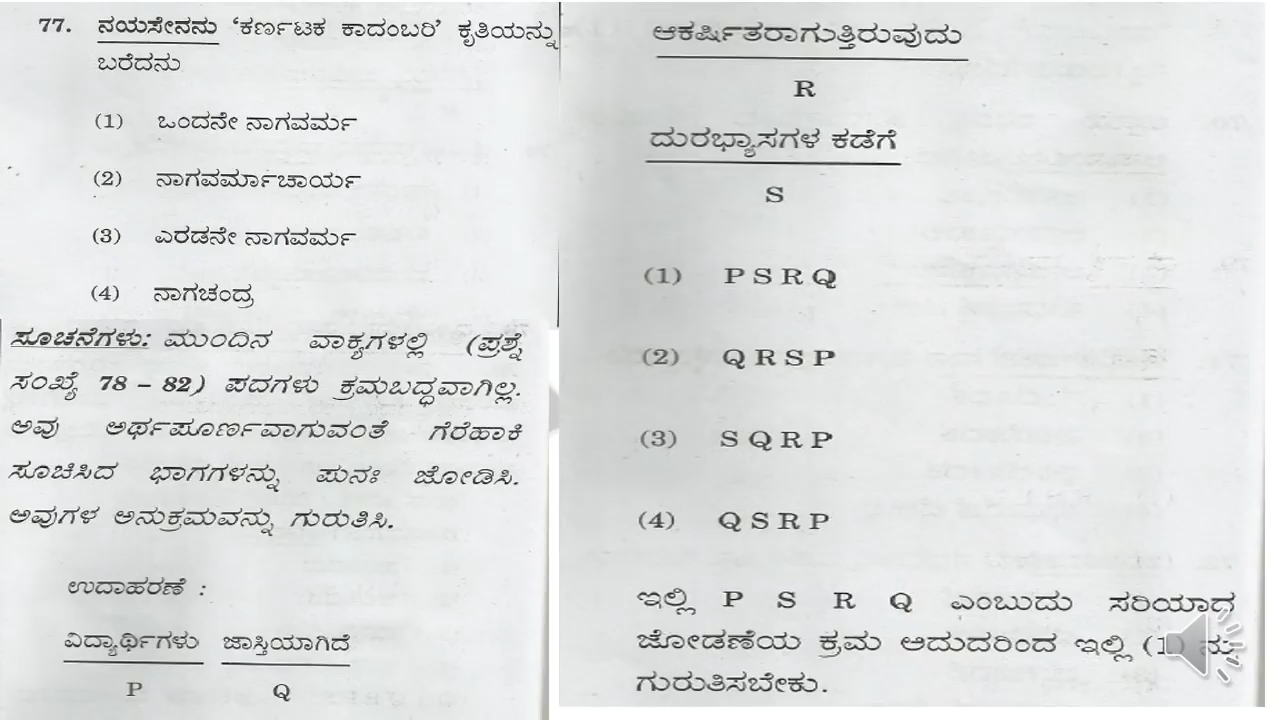 77. ನಯಸೇನನು ‘ಕರ್ಣಾಟಕ ಕಾದಂಬರಿ’ ಕೃತಿಯನ್ನು
ಬರೆದನು
(1) ಒಂದನೇ ನಾಗವರ್ಮ
(2) ನಾಗವರ್ಮಾಚಾರ್ಯ
(3) ಎರಡನೇ ನಾಗವರ್ಮ
(4) ನಾಗಚಂದ್ರ
ಸೂಚನೆಗಳು: ಮುಂದಿನ ವಾಕ್ಯಗಳಲ್ಲಿ (ಪ್ರಶ್ನೆ
ಸಂಖ್ಯೆ 78 – 82) ಪದಗಳು ಕ್ರಮಬದ್ಧವಾಗಿಲ್ಲ.
ಅವು ಅರ್ಥಪೂರ್ಣವಾಗುವಂತೆ ಗೆರೆಹಾಕಿ
ಸೂಚಿಸಿದ ಭಾಗಗಳನ್ನು ಪುನಃ ಜೋಡಿಸಿ.
ಅವುಗಳ ಅನುಕ್ರಮವನ್ನು ಗುರುತಿಸಿ.
ಉದಾಹರಣೆ :
ವಿದ್ಯಾರ್ಥಿಗಳು ಜಾಸ್ತಿಯಾಗಿದೆ
P Q
ಆಕರ್ಷಿತರಾಗುತ್ತಿರುವುದು
R
ದುರಭ್ಯಾಸಗಳ ಕಡೆಗೆ
S
(1) P S R Q
(2) Q R S P
(3) S Q R P
(4) Q S R P
ಇಲ್ಲಿ P S R Q ಎಂಬುದು ಸರಿಯಾದ
ಜೋಡಣೆಯ ಕ್ರಮ ಆದುದರಿಂದ ಇಲ್ಲಿ (1) ನ್ನು
ಗುರುತಿಸಬೇಕು.